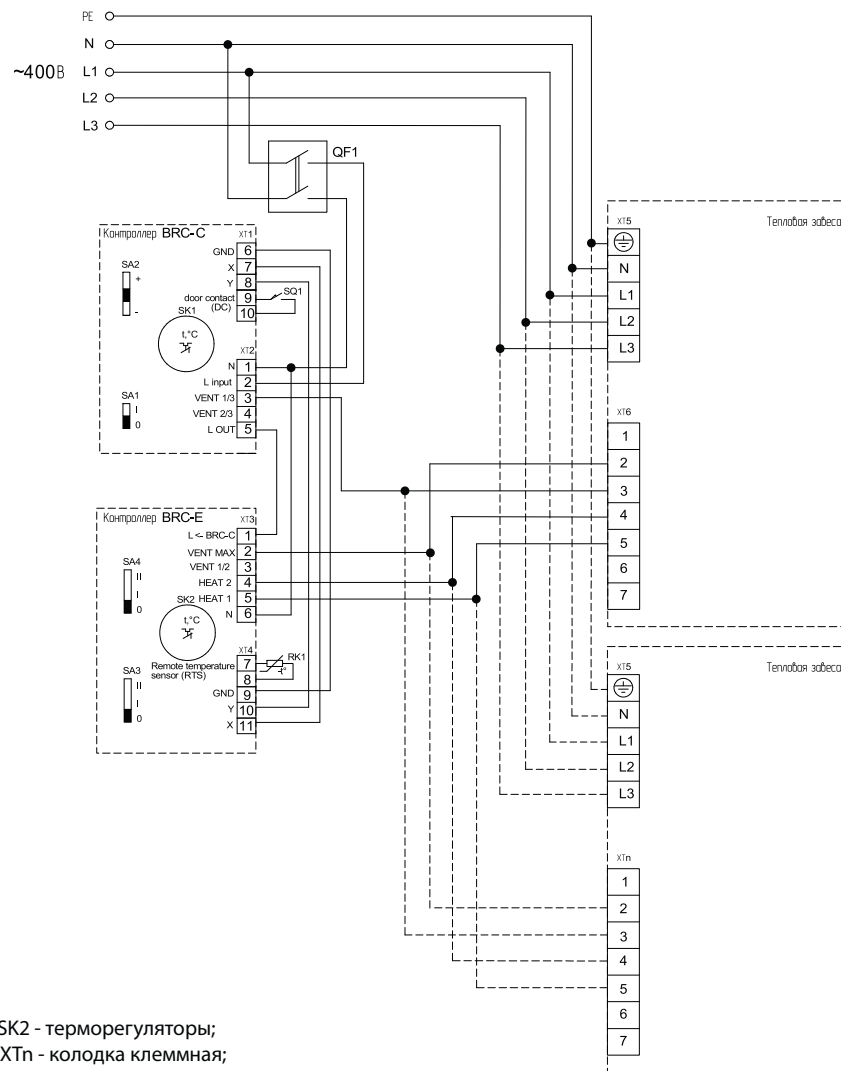 PE
N
~400В L1
L2
L3
QF1
Контроллер BRC-C
XT1
SA2
+
-
GND 6
X 7
Y 8
door contact (DC) 9
10
SQ1
SK1
t,°C
XT2
N 1
L input 2
VENT 1/3 3
VENT 2/3 4
L OUT 5
SA1
I
0
Контроллер BRC-E
XT3
L <- BRC-C 1
VENT MAX 2
VENT 1/2 3
HEAT 2 4
HEAT 1 5
N 6
SA4
II
I
0
SK2
t,°C
XT4
Remote temperature
sensor (RTS)
7
8
RK1
t°
GND 9
Y 10
X 11
SA3
II
I
0
XT5
Тепловая завеса
N
L1
L2
L3
XT6
1
2
3
4
5
6
7
XT5
Тепловая завеса
N
L1
L2
L3
XTn
1
2
3
4
5
6
7
SK2 - терморегуляторы;
XTn - колодка клеммная;